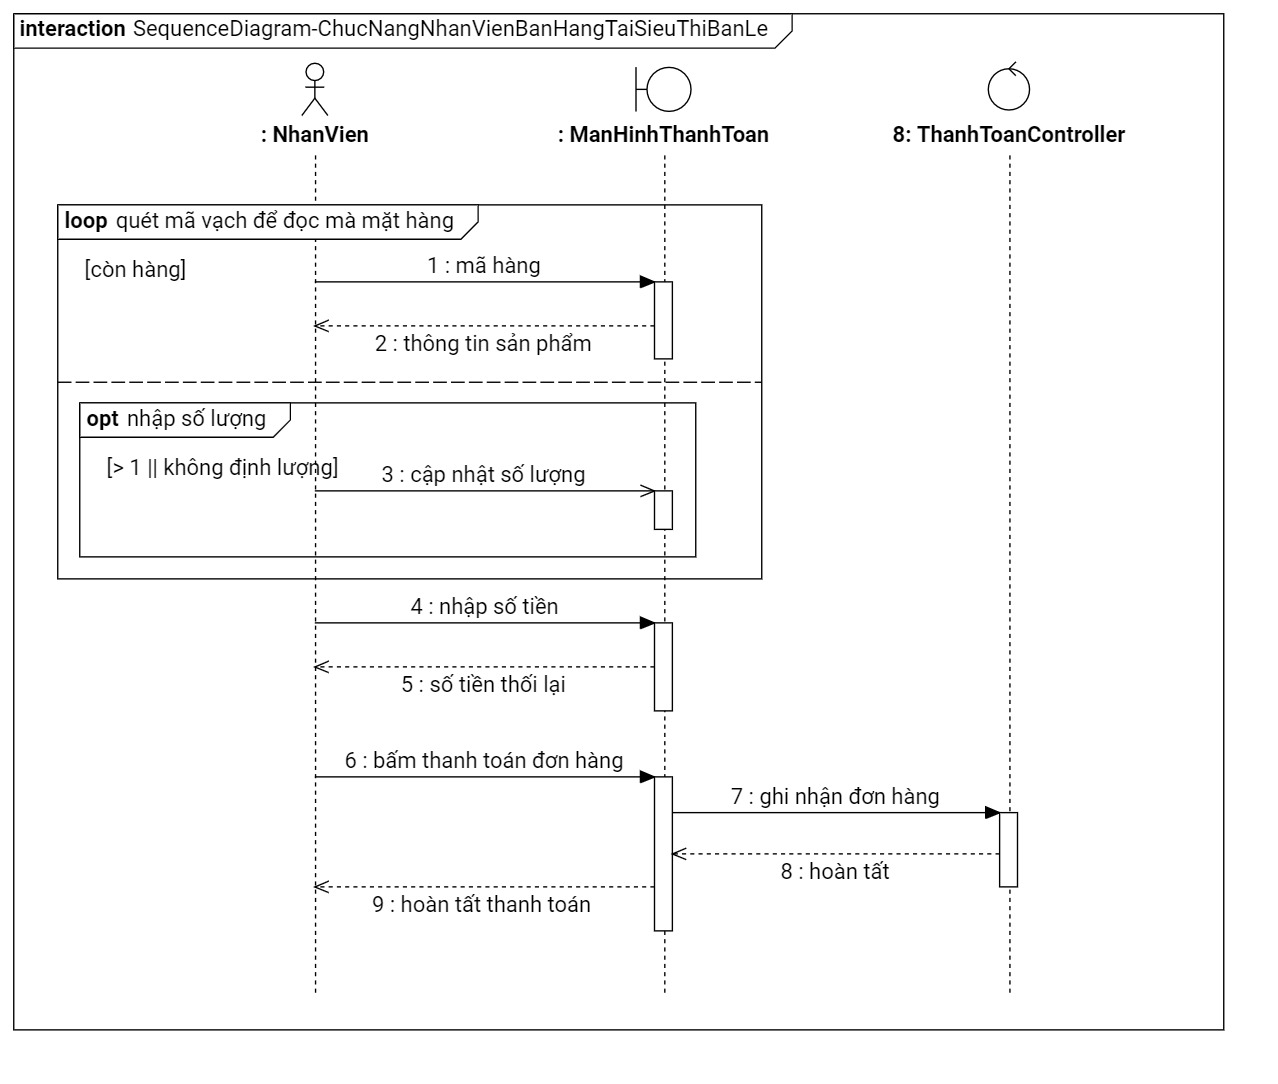 interaction SequenceDiagram-ChucNangNhanVienBanHangTaiSieuThiBanLe
: NhanVien
: ManHinhThanhToan
8: ThanhToanController
loop quét mã vạch để đọc mà mặt hàng
[còn hàng]
1 : mã hàng
2 : thông tin sản phẩm
opt nhập số lượng
[> 1 || không định lượng]
3 : cập nhật số lượng
4 : nhập số tiền
5 : số tiền thối lại
6 : bấm thanh toán đơn hàng
7 : ghi nhận đơn hàng
8 : hoàn tất
9 : hoàn tất thanh toán